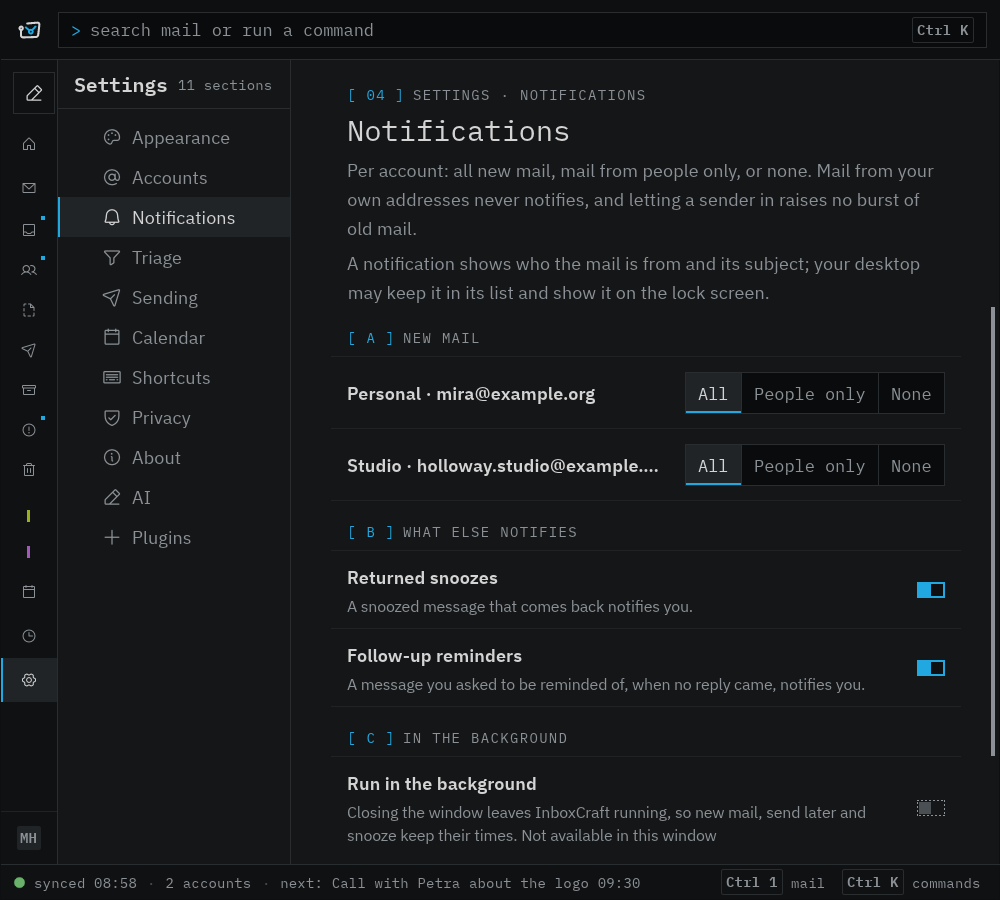 > search mail or run a command
Ctrl K
Settings 11 sections
Appearance
Accounts
Notifications
Triage
Sending
Calendar
Shortcuts
Privacy
About
AI
Plugins
MH
[ 04 ] SETTINGS · NOTIFICATIONS
Notifications
Per account: all new mail, mail from people only, or none. Mail from your
own addresses never notifies, and letting a sender in raises no burst of
old mail.
A notification shows who the mail is from and its subject; your desktop
may keep it in its list and show it on the lock screen.
[ A ] NEW MAIL
Personal · mira@example.org All People only None
Studio · holloway.studio@example.... All People only None
[ B ] WHAT ELSE NOTIFIES
Returned snoozes
A snoozed message that comes back notifies you.
Follow-up reminders
A message you asked to be reminded of, when no reply came, notifies you.
[ C ] IN THE BACKGROUND
Run in the background
Closing the window leaves InboxCraft running, so new mail, send later and
snooze keep their times. Not available in this window
synced 08:58 · 2 accounts · next: Call with Petra about the logo 09:30 Ctrl 1 mail Ctrl K commands